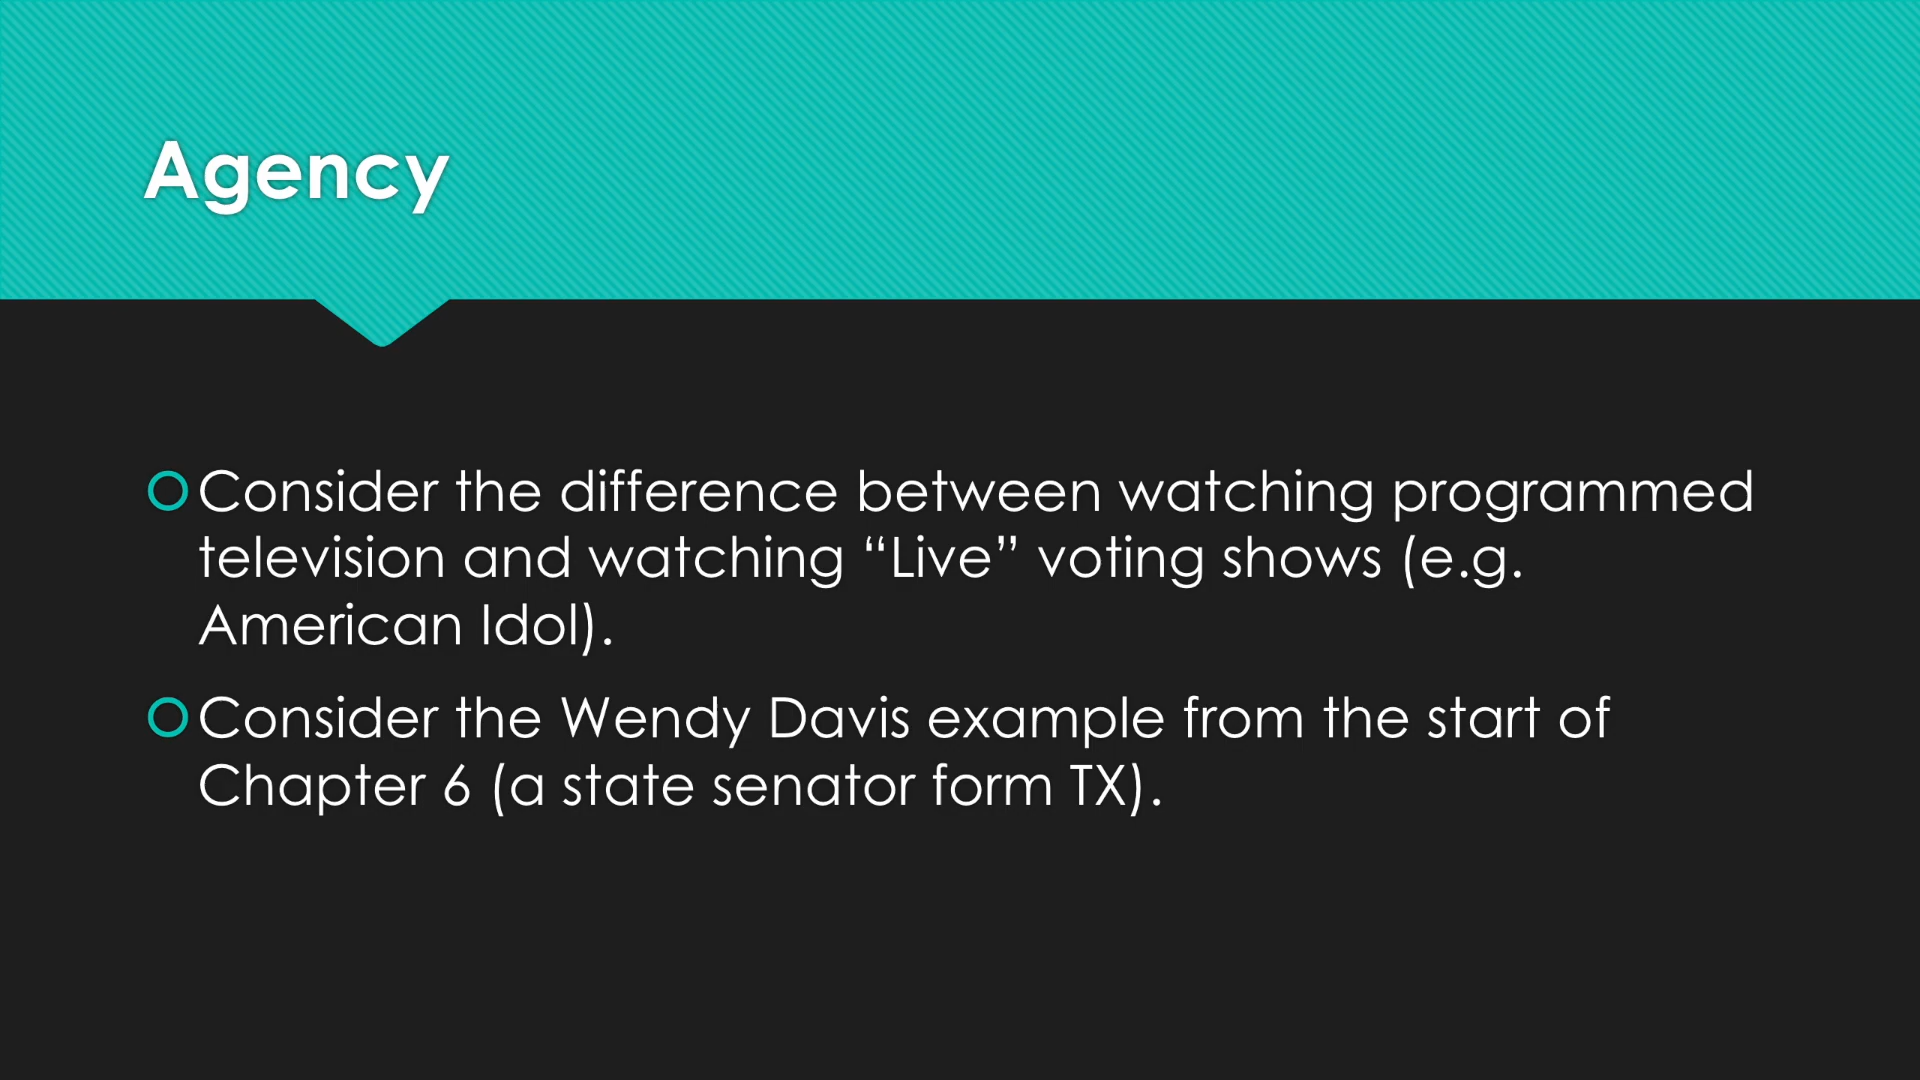 Agency
Consider the difference between watching programmed
television and watching “Live” voting shows (e.g.
American Idol).
Consider the Wendy Davis example from the start of
Chapter 6 (a state senator form TX).